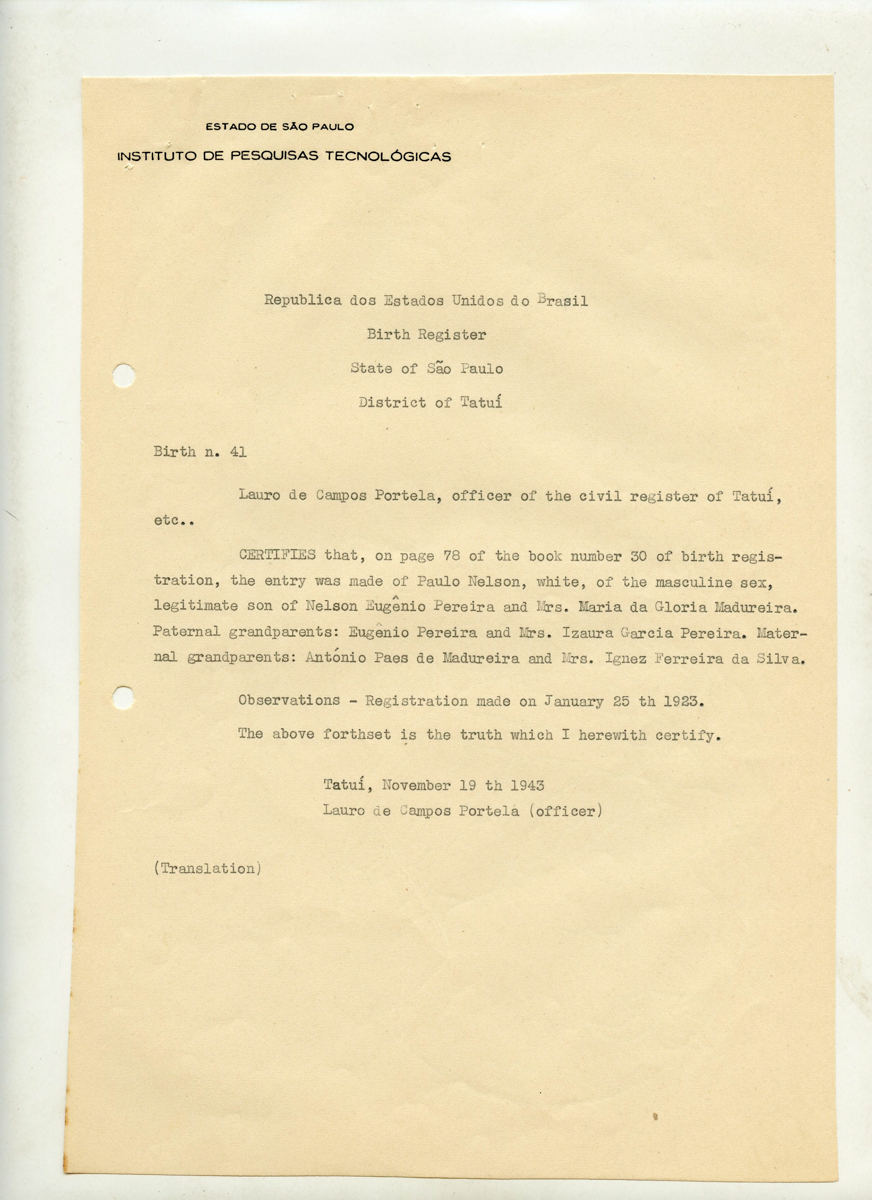 ESTADO DE SÃO PAULO
INSTITUTO DE PESQUISAS TECNOLÓGICAS
Republica dos Estados Unidos do Brasil
Birth Register
State of São Paulo
District of Tatuí
Birth n. 41
Lauro de Campos Portela, officer of the civil register of Tatuí,
etc..
CERTIFIES that, on page 78 of the book number 30 of birth regis-
tration, the entry was made of Paulo Nelson, white, of the masculine sex,
legitimate son of Nelson Eugênio Pereira and Mrs. Maria da Gloria Madureira.
Paternal grandparents: Eugênio Pereira and Mrs. Izaura Garcia Pereira. Mater-
nal grandparents: António Paes de Madureira and Mrs. Ignez Ferreira da Silva.
Observations - Registration made on January 25 th 1923.
The above forthset is the truth which I herewith certify.
Tatuí, November 19 th 1943
Lauro de Campos Portela (officer)
(Translation)